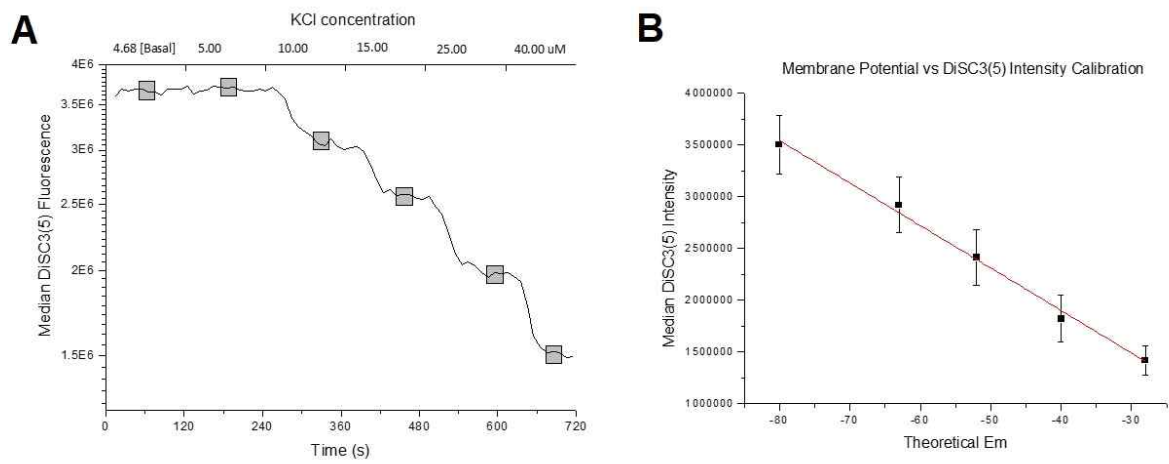 A
KCl concentration
4.68 [Basal] 5.00 10.00 15.00 25.00 40.00 uM
4E6
3.5E6
3E6
2.5E6
2E6
1.5E6
Median DiSC3(5) Fluorescence
0 120 240 360 480 600 720
Time (s)
B
Membrane Potential vs DiSC3(5) Intensity Calibration
4000000
3500000
3000000
2500000
2000000
1500000
1000000
Median DiSC3(5) Intensity
-80 -70 -60 -50 -40 -30
Theoretical Em